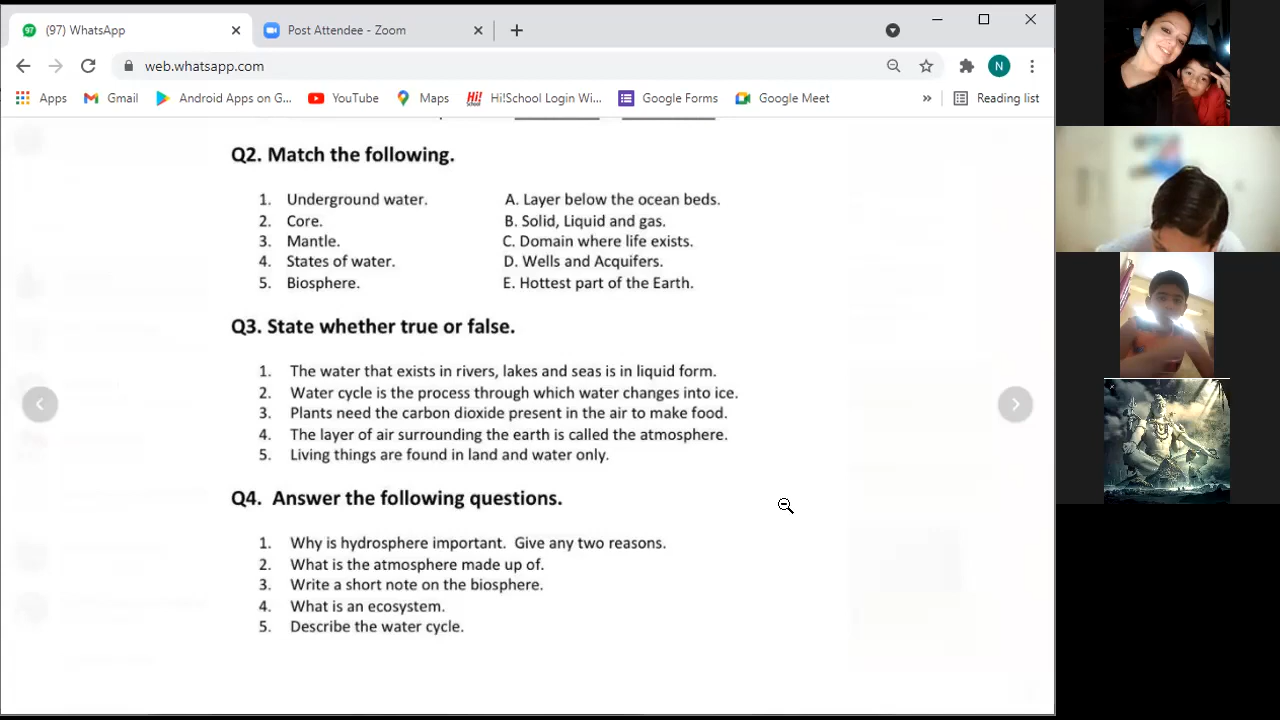 (97) WhatsApp
Post Attendee - Zoom
web.whatsapp.com
N
Apps
Gmail
Android Apps on G...
YouTube
Maps
Hi! Hi!School Login Wi...
Google Forms
Google Meet
»
Reading list
Q2. Match the following.
1. Underground water. A. Layer below the ocean beds.
2. Core. B. Solid, Liquid and gas.
3. Mantle. C. Domain where life exists.
4. States of water. D. Wells and Acquifers.
5. Biosphere. E. Hottest part of the Earth.
Q3. State whether true or false.
1. The water that exists in rivers, lakes and seas is in liquid form.
2. Water cycle is the process through which water changes into ice.
3. Plants need the carbon dioxide present in the air to make food.
4. The layer of air surrounding the earth is called the atmosphere.
5. Living things are found in land and water only.
Q4. Answer the following questions.
1. Why is hydrosphere important. Give any two reasons.
2. What is the atmosphere made up of.
3. Write a short note on the biosphere.
4. What is an ecosystem.
5. Describe the water cycle.